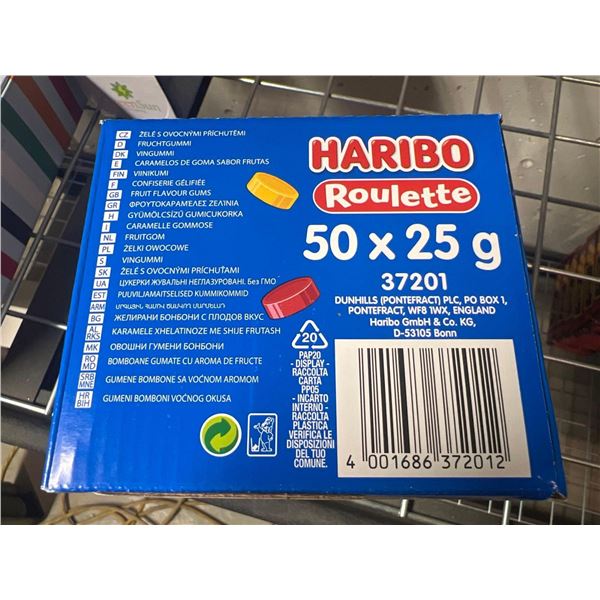 CZ ŽELÉ S OVOCNÝMI PŘÍCHUTĚMI
D FRUCHTGUMMI
DK VINGUMMI
E CARAMELOS DE GOMA SABOR FRUTAS
FIN VIINIKUMI
F CONFISERIE GÉLIFIÉE
GB FRUIT FLAVOUR GUMS
GR ΦΡΟΥΤΟΚΑΡΑΜΕΛΕΣ ΖΕΛΙΝΙΑ
H GYÜMÖLCSÍZŰ GUMICUKORKA
I CARAMELLE GOMMOSE
NL FRUITGOM
PL ŻELKI OWOCOWE
S VINGUMMI
SK ŽELÉ S OVOCNÝMI PRÍCHUŤAMI
UA ЦУКЕРКИ ЖУВАЛЬНІ НЕГЛАЗУРОВАНІ. Без ГМО
EST PUUVILJAMAITSELISED KUMMIKOMMID
ARM
BG ЖЕЛИРАНИ БОНБОНИ С ПЛОДОВ ВКУС
AL RKS KARAMELE XHELATINOZE ME SHIJE FRUTASH
MK ОВОШНИ ГУМЕНИ БОНБОНИ
RO MD BOMBOANE GUMATE CU AROMA DE FRUCTE
SRB MNE GUMENE BOMBONE SA VOĆNOM AROMOM
HR BIH GUMENI BOMBONI VOĆNOG OKUSA
HARIBO
Roulette
50 x 25 g
37201
DUNHILLS (PONTEFRACT) PLC, PO BOX 1,
PONTEFRACT, WF8 1WX, ENGLAND
Haribo GmbH & Co. KG,
D-53105 Bonn
20
PAP20
- DISPLAY -
RACCOLTA
CARTA
PP05
- INCARTO
INTERNO -
RACCOLTA
PLASTICA
VERIFICA LE
DISPOSIZIONI
DEL TUO
COMUNE.
4 001686 372012